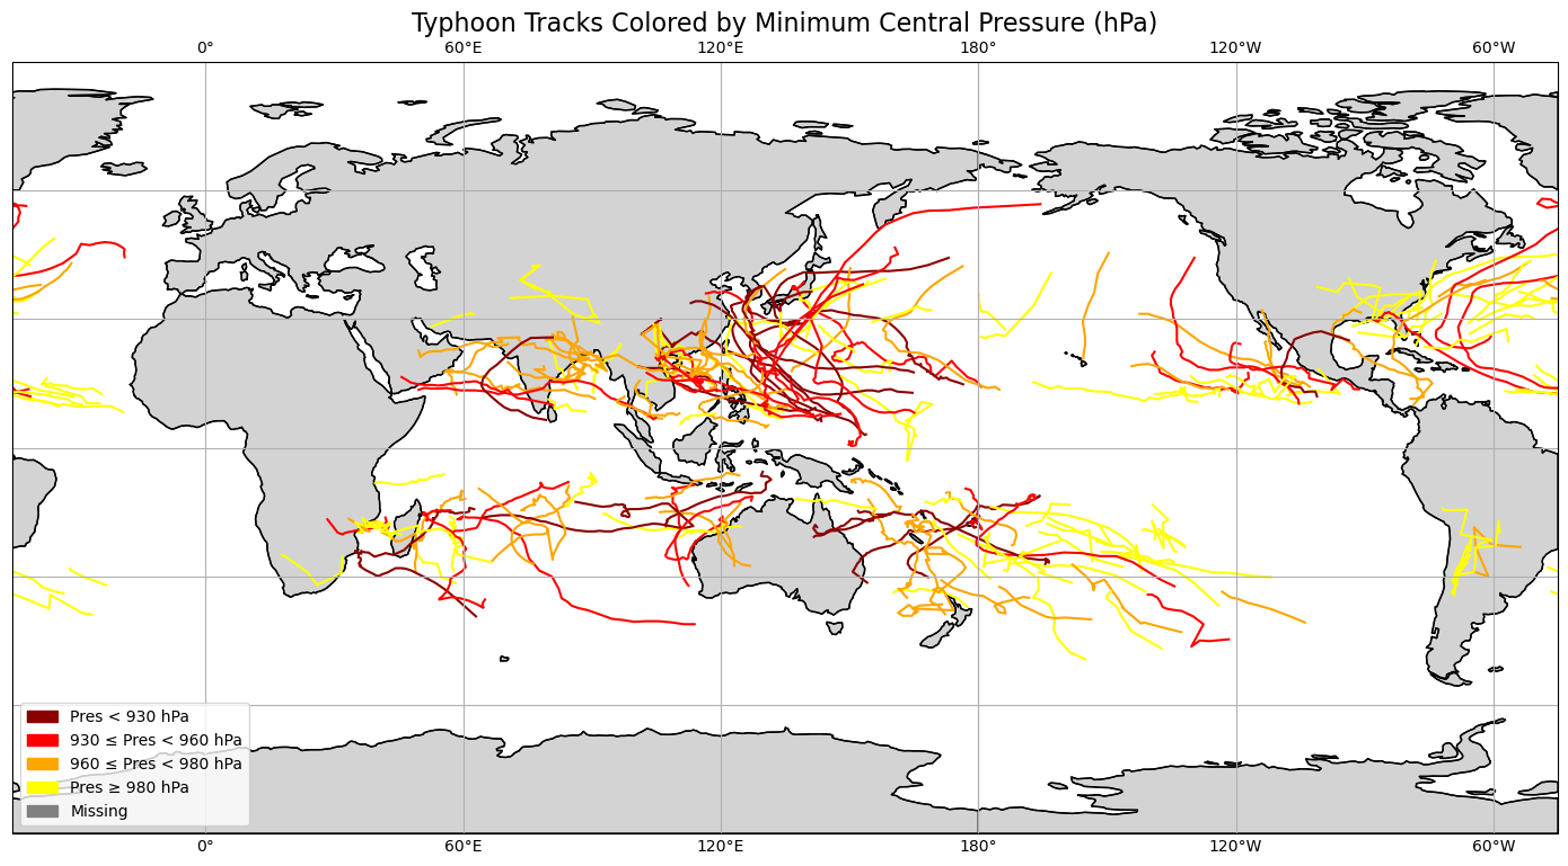 Typhoon Tracks Colored by Minimum Central Pressure (hPa)
0° 60°E 120°E 180° 120°W 60°W
Pres < 930 hPa
930 ≤ Pres < 960 hPa
960 ≤ Pres < 980 hPa
Pres ≥ 980 hPa
Missing
0° 60°E 120°E 180° 120°W 60°W